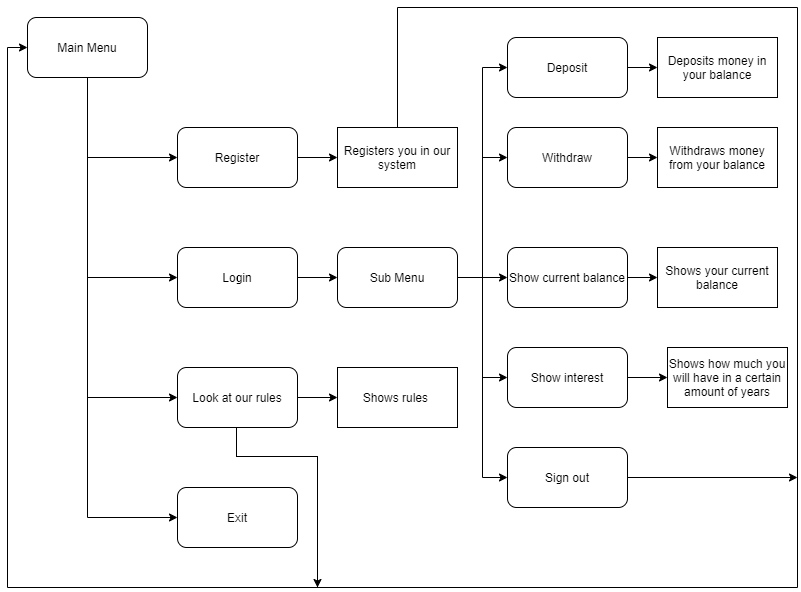 Main Menu
Register
Registers you in our
system
Login
Sub Menu
Look at our rules
Shows rules
Exit
Deposit
Deposits money in
your balance
Withdraw
Withdraws money
from your balance
Show current balance
Shows your current
balance
Show interest
Shows how much you
will have in a certain
amount of years
Sign out